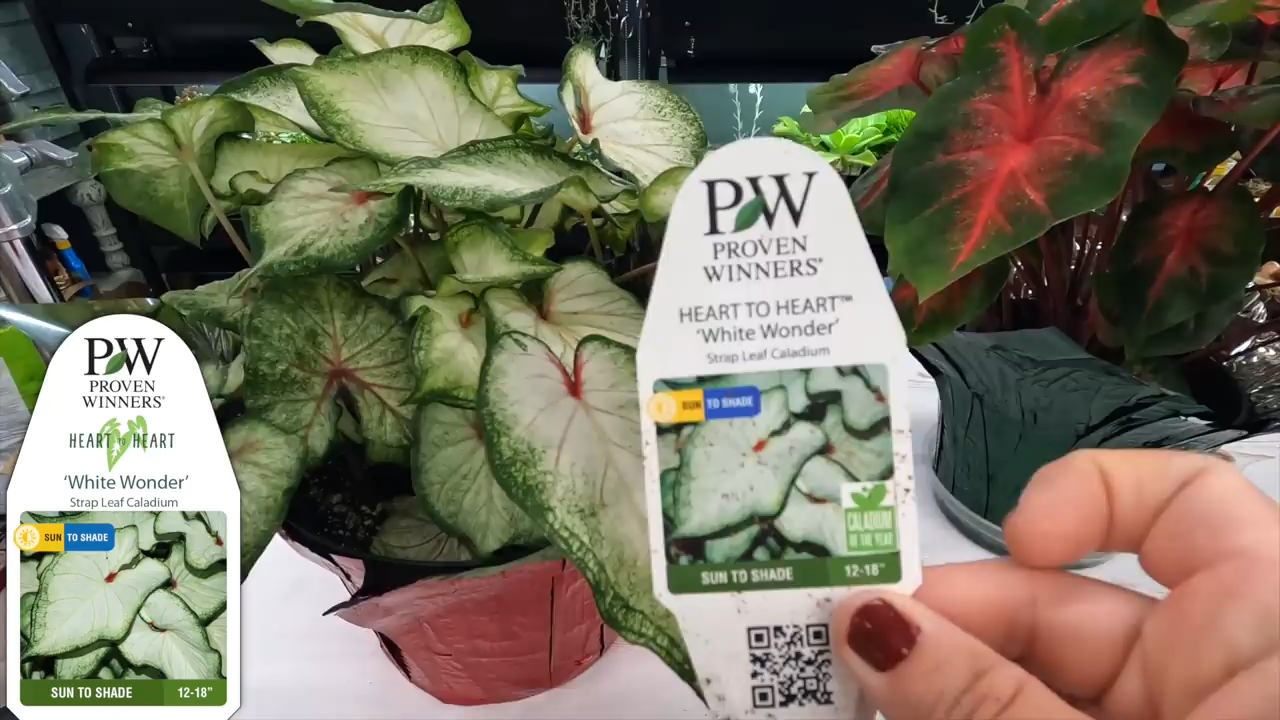 PW
PROVEN
WINNERS®
HEART TO HEART™
'White Wonder'
Strap Leaf Caladium
SUN TO SHADE
CALADIUM
OF THE YEAR
SUN TO SHADE 12-18"
PW
PROVEN
WINNERS®
HEART to HEART
'White Wonder'
Strap Leaf Caladium
SUN TO SHADE
SUN TO SHADE 12-18"